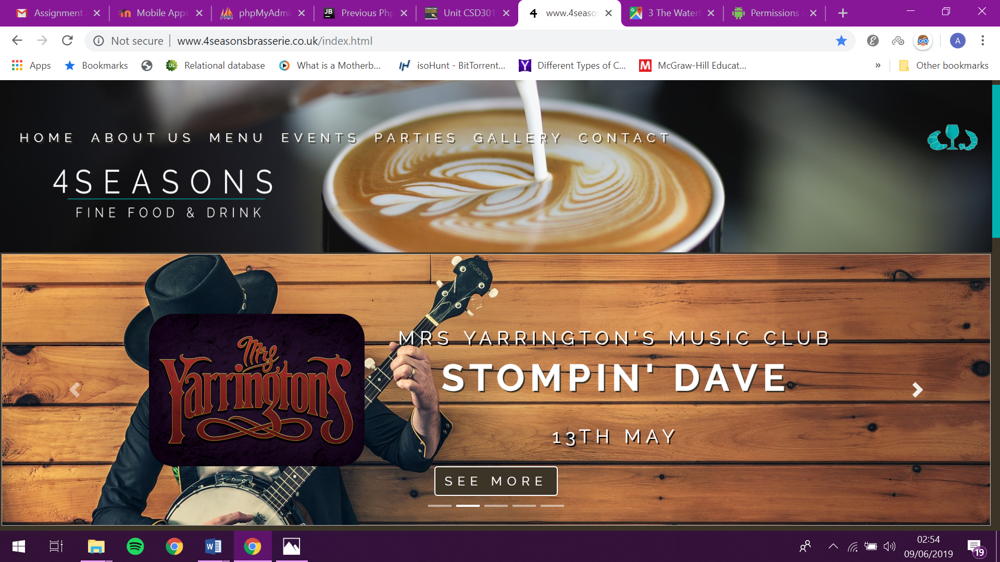 Assignment
Mobile Apps
phpMyAdmi
Previous Php
Unit CSD301
www.4seaso
3 The Waterf
Permissions
Not secure | www.4seasonsbrasserie.co.uk/index.html
A
Apps
Bookmarks
Relational database
What is a Motherb...
isoHunt - BitTorrent...
Different Types of C...
McGraw-Hill Educat...
»
Other bookmarks
HOME ABOUT US MENU EVENTS PARTIES GALLERY CONTACT
4SEASONS
FINE FOOD & DRINK
Mrs
Yarringtons
MRS YARRINGTON'S MUSIC CLUB
STOMPIN' DAVE
13TH MAY
SEE MORE
02:54
09/06/2019
19